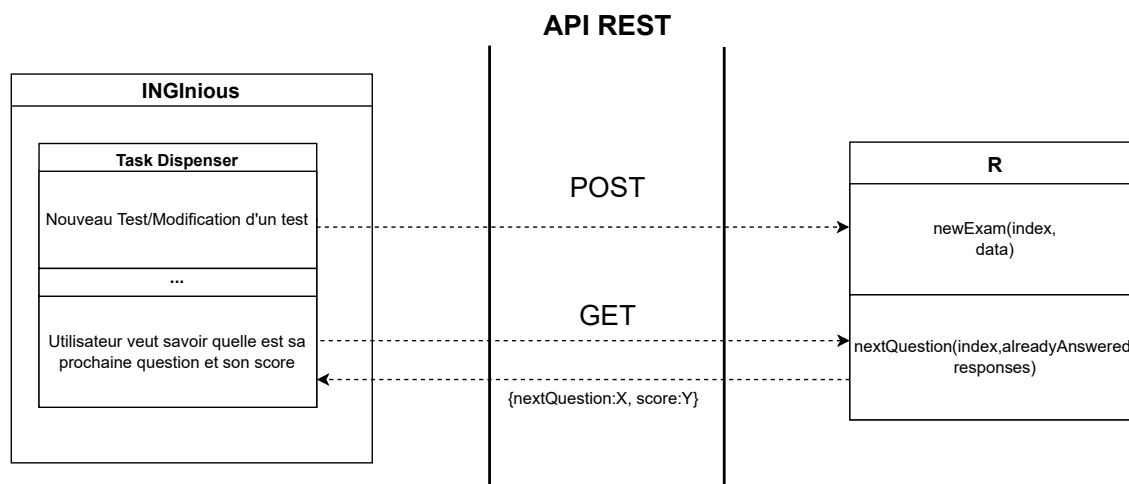 API REST
INGInious
Task Dispenser
Nouveau Test/Modification d'un test
...
Utilisateur veut savoir quelle est sa
prochaine question et son score
POST
GET
{nextQuestion:X, score:Y}
R
newExam(index,
data)
nextQuestion(index,alreadyAnswered
responses)